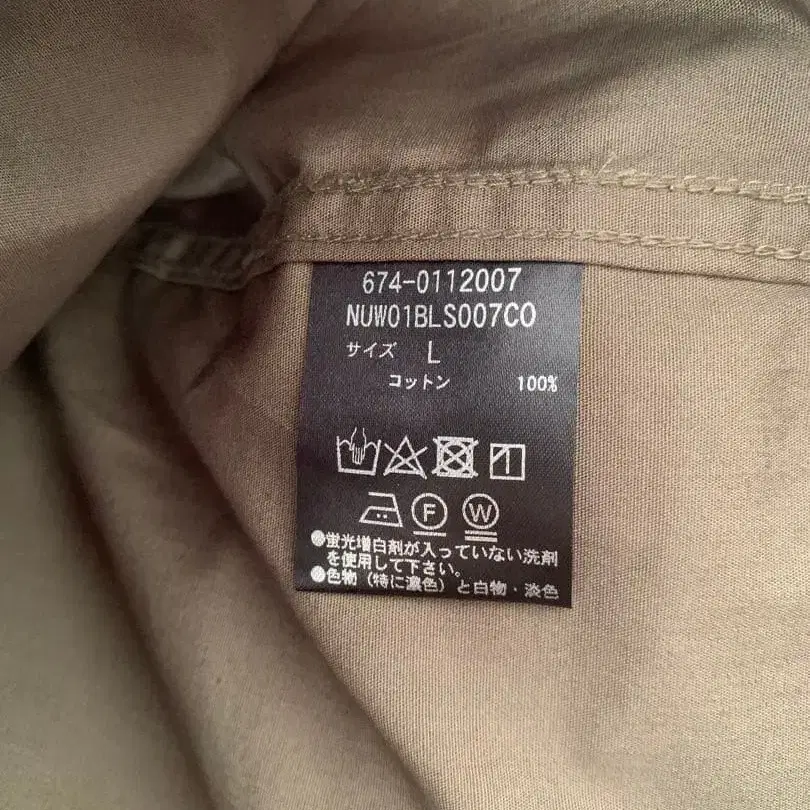 674-0112007
NUW01BLS007CO
サイズ L
コットン 100%
F W
●蛍光増白剤が入っていない洗剤
を使用して下さい。
●色物（特に濃色）と白物・淡色